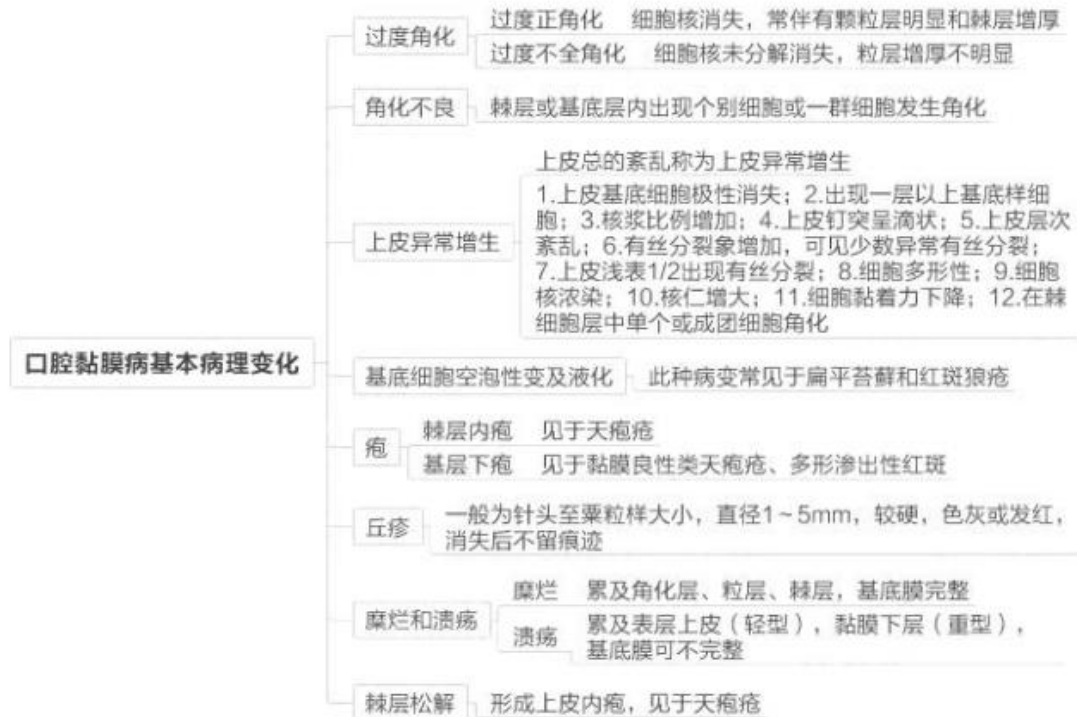 过度角化
过度正角化 细胞核消失，常伴有颗粒层明显和棘层增厚
过度不全角化 细胞核未分解消失，粒层增厚不明显
角化不良
棘层或基底层内出现个别细胞或一群细胞发生角化
上皮异常增生
上皮总的紊乱称为上皮异常增生
1.上皮基底细胞极性消失；2.出现一层以上基底样细
胞；3.核浆比例增加；4.上皮钉突呈滴状；5.上皮层次
紊乱；6.有丝分裂象增加，可见少数异常有丝分裂；
7.上皮浅表1/2出现有丝分裂；8.细胞多形性；9.细胞
核浓染；10.核仁增大；11.细胞黏着力下降；12.在棘
细胞层中单个或成团细胞角化
口腔黏膜病基本病理变化
基底细胞空泡性变及液化
此种病变常见于扁平苔藓和红斑狼疮
疱
棘层内疱 见于天疱疮
基层下疱 见于黏膜良性类天疱疮、多形渗出性红斑
丘疹
一般为针头至粟粒样大小，直径1～5mm，较硬，色灰或发红，
消失后不留痕迹
糜烂和溃疡
糜烂 累及角化层、粒层、棘层，基底膜完整
溃疡 累及表层上皮（轻型），黏膜下层（重型），
基底膜可不完整
棘层松解
形成上皮内疱，见于天疱疮